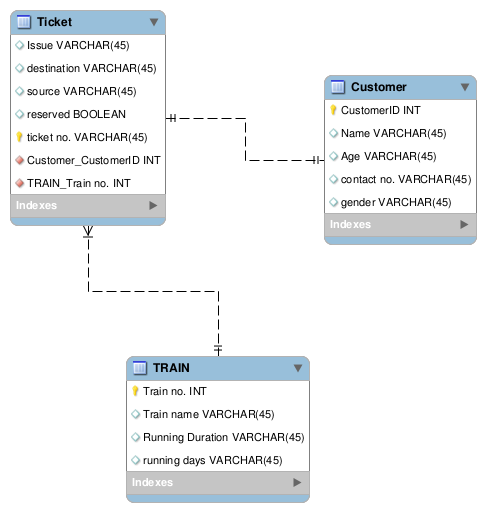 Ticket
Issue VARCHAR(45)
destination VARCHAR(45)
source VARCHAR(45)
reserved BOOLEAN
ticket no. VARCHAR(45)
Customer_CustomerID INT
TRAIN_Train no. INT
Indexes
Customer
CustomerID INT
Name VARCHAR(45)
Age VARCHAR(45)
contact no. VARCHAR(45)
gender VARCHAR(45)
Indexes
TRAIN
Train no. INT
Train name VARCHAR(45)
Running Duration VARCHAR(45)
running days VARCHAR(45)
Indexes